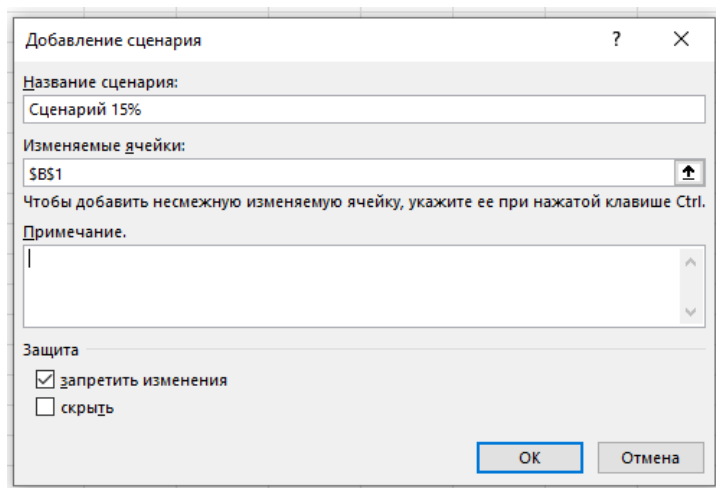 Добавление сценария ? ×
Название сценария:
Сценарий 15%
Изменяемые ячейки:
$B$1
Чтобы добавить несмежную изменяемую ячейку, укажите ее при нажатой клавише Ctrl.
Примечание.
Защита
запретить изменения
скрыть
ОК Отмена